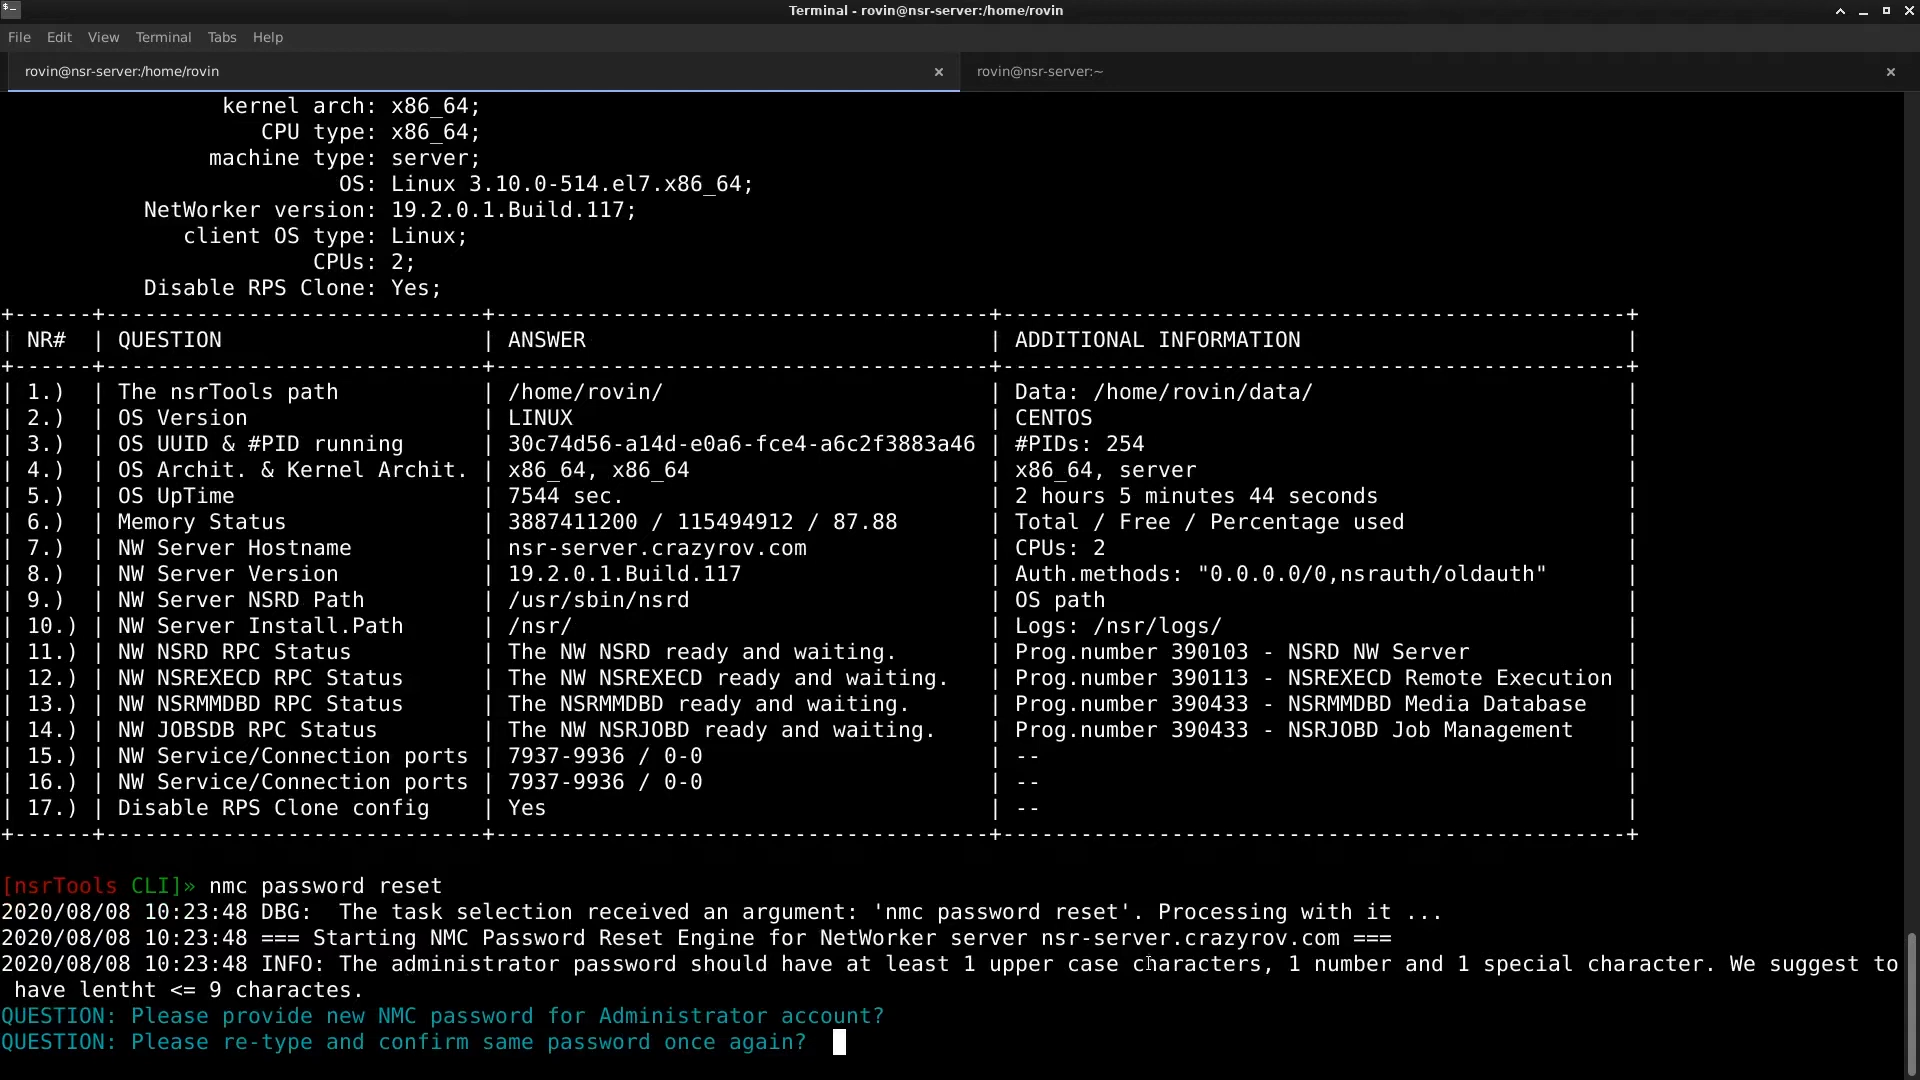 Terminal - rovin@nsr-server:/home/rovin
File Edit View Terminal Tabs Help
rovin@nsr-server:/home/rovin × rovin@nsr-server:~ ×
kernel arch: x86_64;
CPU type: x86_64;
machine type: server;
OS: Linux 3.10.0-514.el7.x86_64;
NetWorker version: 19.2.0.1.Build.117;
client OS type: Linux;
CPUs: 2;
Disable RPS Clone: Yes;
+------+-----------------------------+--------------------------------------+------------------------------------------------+
| NR#  | QUESTION                    | ANSWER                               | ADDITIONAL INFORMATION                         |
+------+-----------------------------+--------------------------------------+------------------------------------------------+
| 1.)  | The nsrTools path           | /home/rovin/                         | Data: /home/rovin/data/                        |
| 2.)  | OS Version                  | LINUX                                | CENTOS                                         |
| 3.)  | OS UUID & #PID running      | 30c74d56-a14d-e0a6-fce4-a6c2f3883a46 | #PIDs: 254                                     |
| 4.)  | OS Archit. & Kernel Archit. | x86_64, x86_64                       | x86_64, server                                 |
| 5.)  | OS UpTime                   | 7544 sec.                            | 2 hours 5 minutes 44 seconds                   |
| 6.)  | Memory Status               | 3887411200 / 115494912 / 87.88       | Total / Free / Percentage used                 |
| 7.)  | NW Server Hostname          | nsr-server.crazyrov.com              | CPUs: 2                                        |
| 8.)  | NW Server Version           | 19.2.0.1.Build.117                   | Auth.methods: "0.0.0.0/0,nsrauth/oldauth"      |
| 9.)  | NW Server NSRD Path         | /usr/sbin/nsrd                       | OS path                                        |
| 10.) | NW Server Install.Path      | /nsr/                                | Logs: /nsr/logs/                               |
| 11.) | NW NSRD RPC Status          | The NW NSRD ready and waiting.       | Prog.number 390103 - NSRD NW Server            |
| 12.) | NW NSREXECD RPC Status      | The NW NSREXECD ready and waiting.   | Prog.number 390113 - NSREXECD Remote Execution |
| 13.) | NW NSRMMDBD RPC Status      | The NSRMMDBD ready and waiting.      | Prog.number 390433 - NSRMMDBD Media Database   |
| 14.) | NW JOBSDB RPC Status        | The NW NSRJOBD ready and waiting.    | Prog.number 390433 - NSRJOBD Job Management    |
| 15.) | NW Service/Connection ports | 7937-9936 / 0-0                      | --                                             |
| 16.) | NW Service/Connection ports | 7937-9936 / 0-0                      | --                                             |
| 17.) | Disable RPS Clone config    | Yes                                  | --                                             |
+------+-----------------------------+--------------------------------------+------------------------------------------------+
[nsrTools CLI]» nmc password reset
2020/08/08 10:23:48 DBG:  The task selection received an argument: 'nmc password reset'. Processing with it ...
2020/08/08 10:23:48 === Starting NMC Password Reset Engine for NetWorker server nsr-server.crazyrov.com ===
2020/08/08 10:23:48 INFO: The administrator password should have at least 1 upper case characters, 1 number and 1 special character. We suggest to
have lentht <= 9 charactes.
QUESTION: Please provide new NMC password for Administrator account?
QUESTION: Please re-type and confirm same password once again?